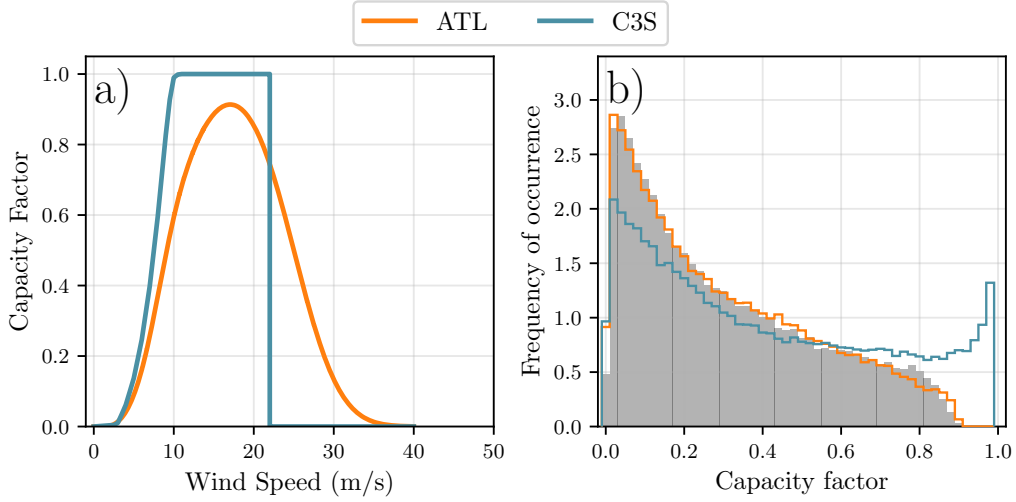 ATL C3S
a)
Capacity Factor
1.0
0.8
0.6
0.4
0.2
0.0
0 10 20 30 40 50
Wind Speed (m/s)
b)
Frequency of occurrence
3.0
2.5
2.0
1.5
1.0
0.5
0.0
0.0 0.2 0.4 0.6 0.8 1.0
Capacity factor